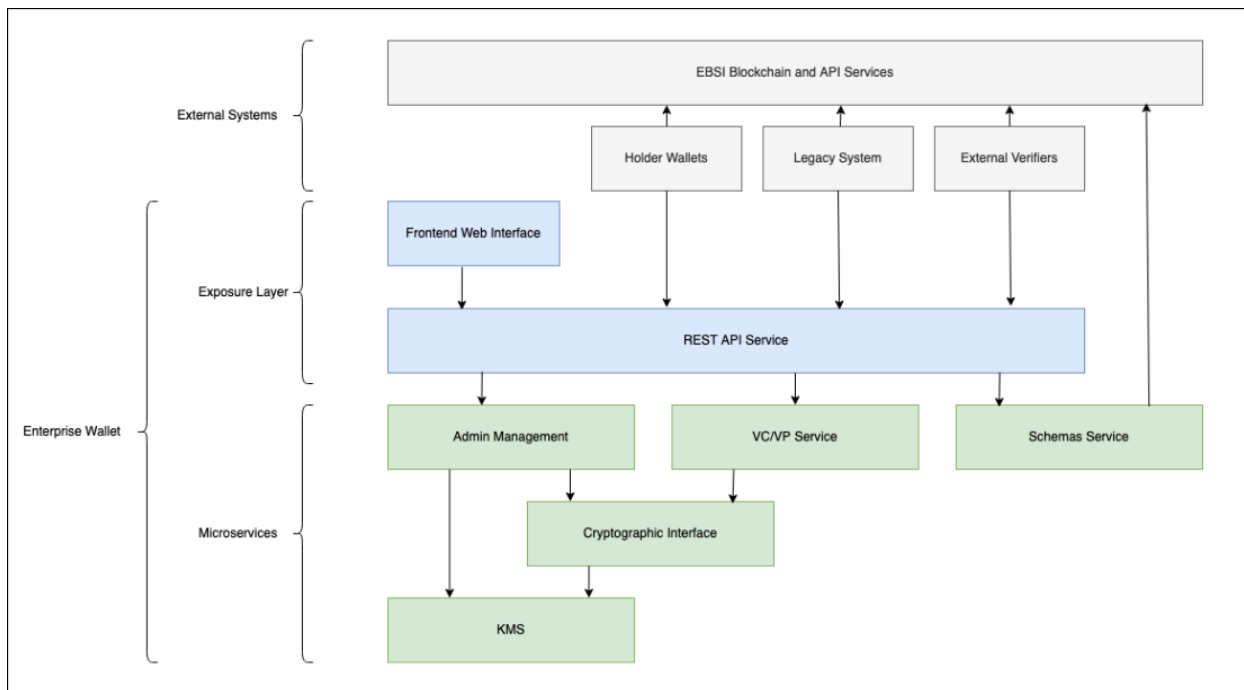 EBSI Blockchain and API Services
External Systems
Holder Wallets
Legacy System
External Verifiers
Frontend Web Interface
Exposure Layer
REST API Service
Enterprise Wallet
Admin Management
VC/VP Service
Schemas Service
Microservices
Cryptographic Interface
KMS